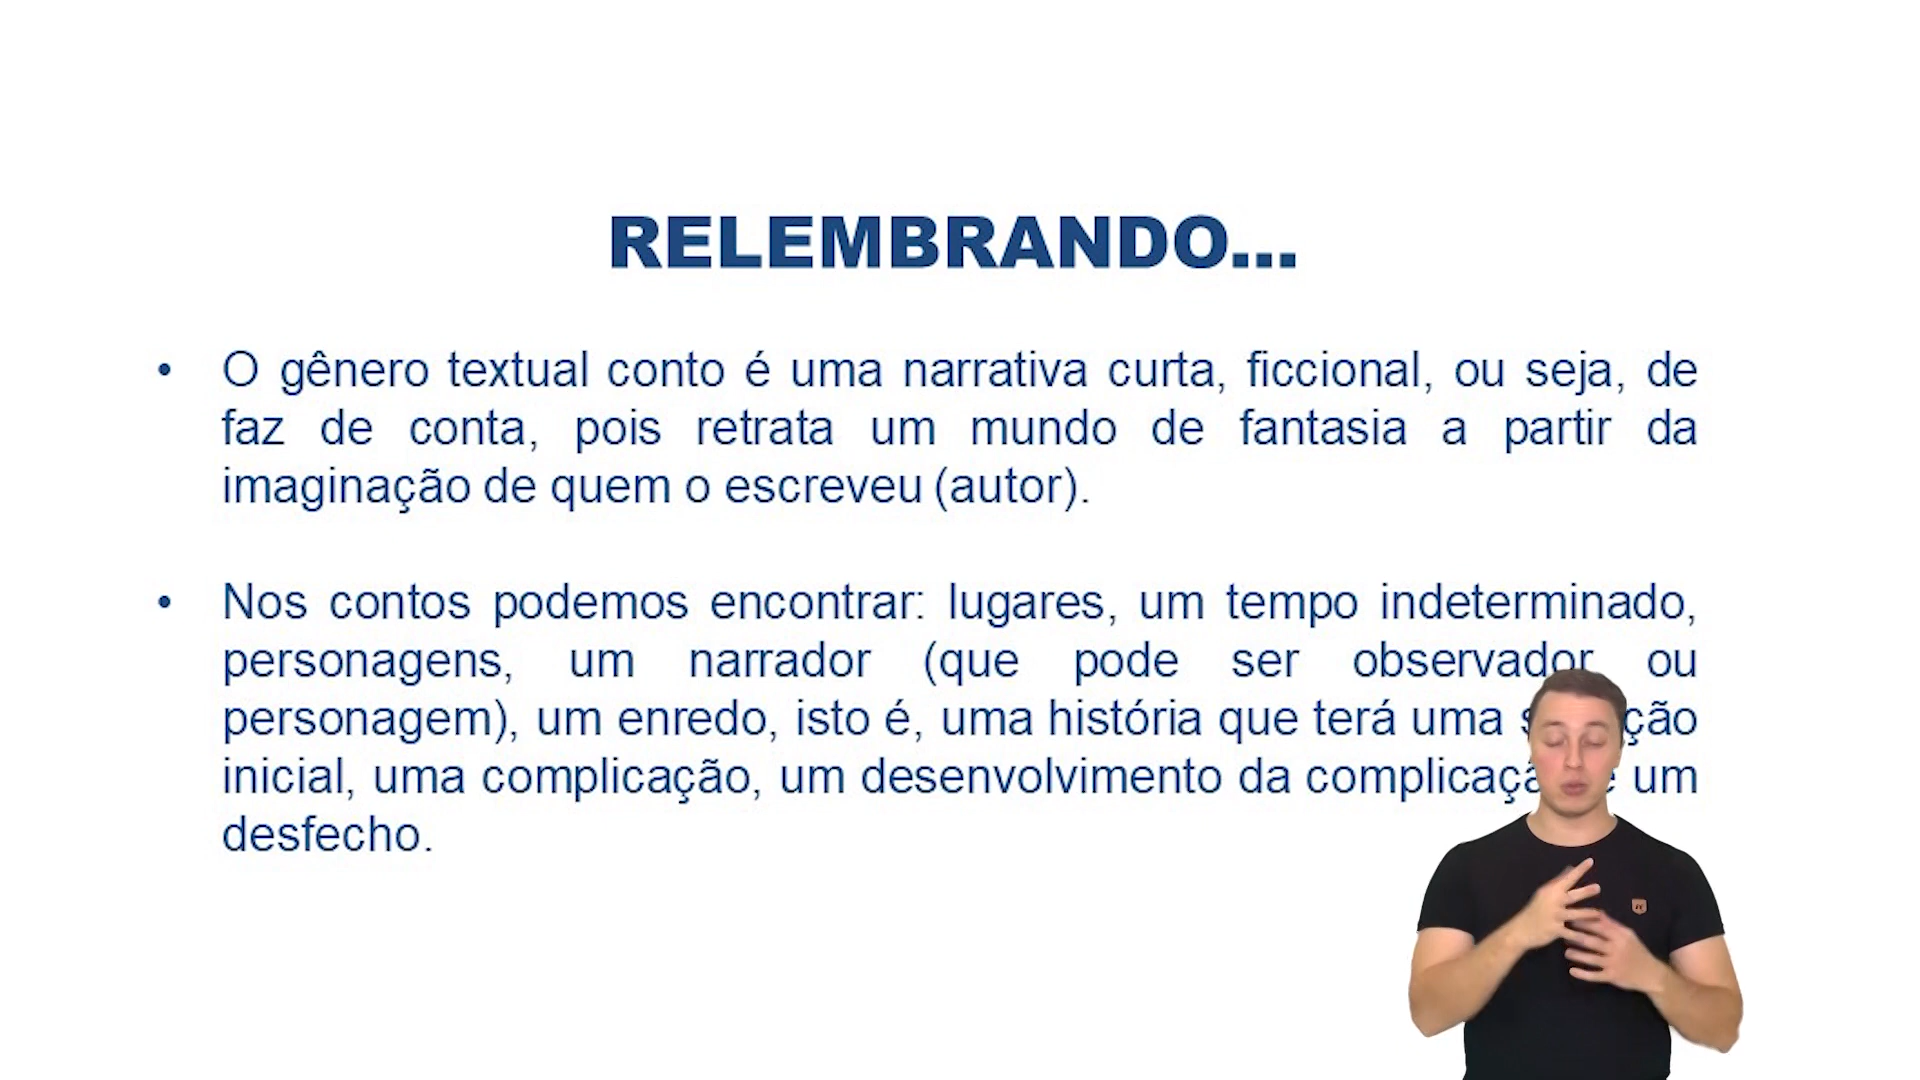 RELEMBRANDO...
• O gênero textual conto é uma narrativa curta, ficcional, ou seja, de
faz de conta, pois retrata um mundo de fantasia a partir da
imaginação de quem o escreveu (autor).
• Nos contos podemos encontrar: lugares, um tempo indeterminado,
personagens, um narrador (que pode ser observador ou
personagem), um enredo, isto é, uma história que terá uma
inicial, uma complicação, um desenvolvimento da complicação e um
desfecho.